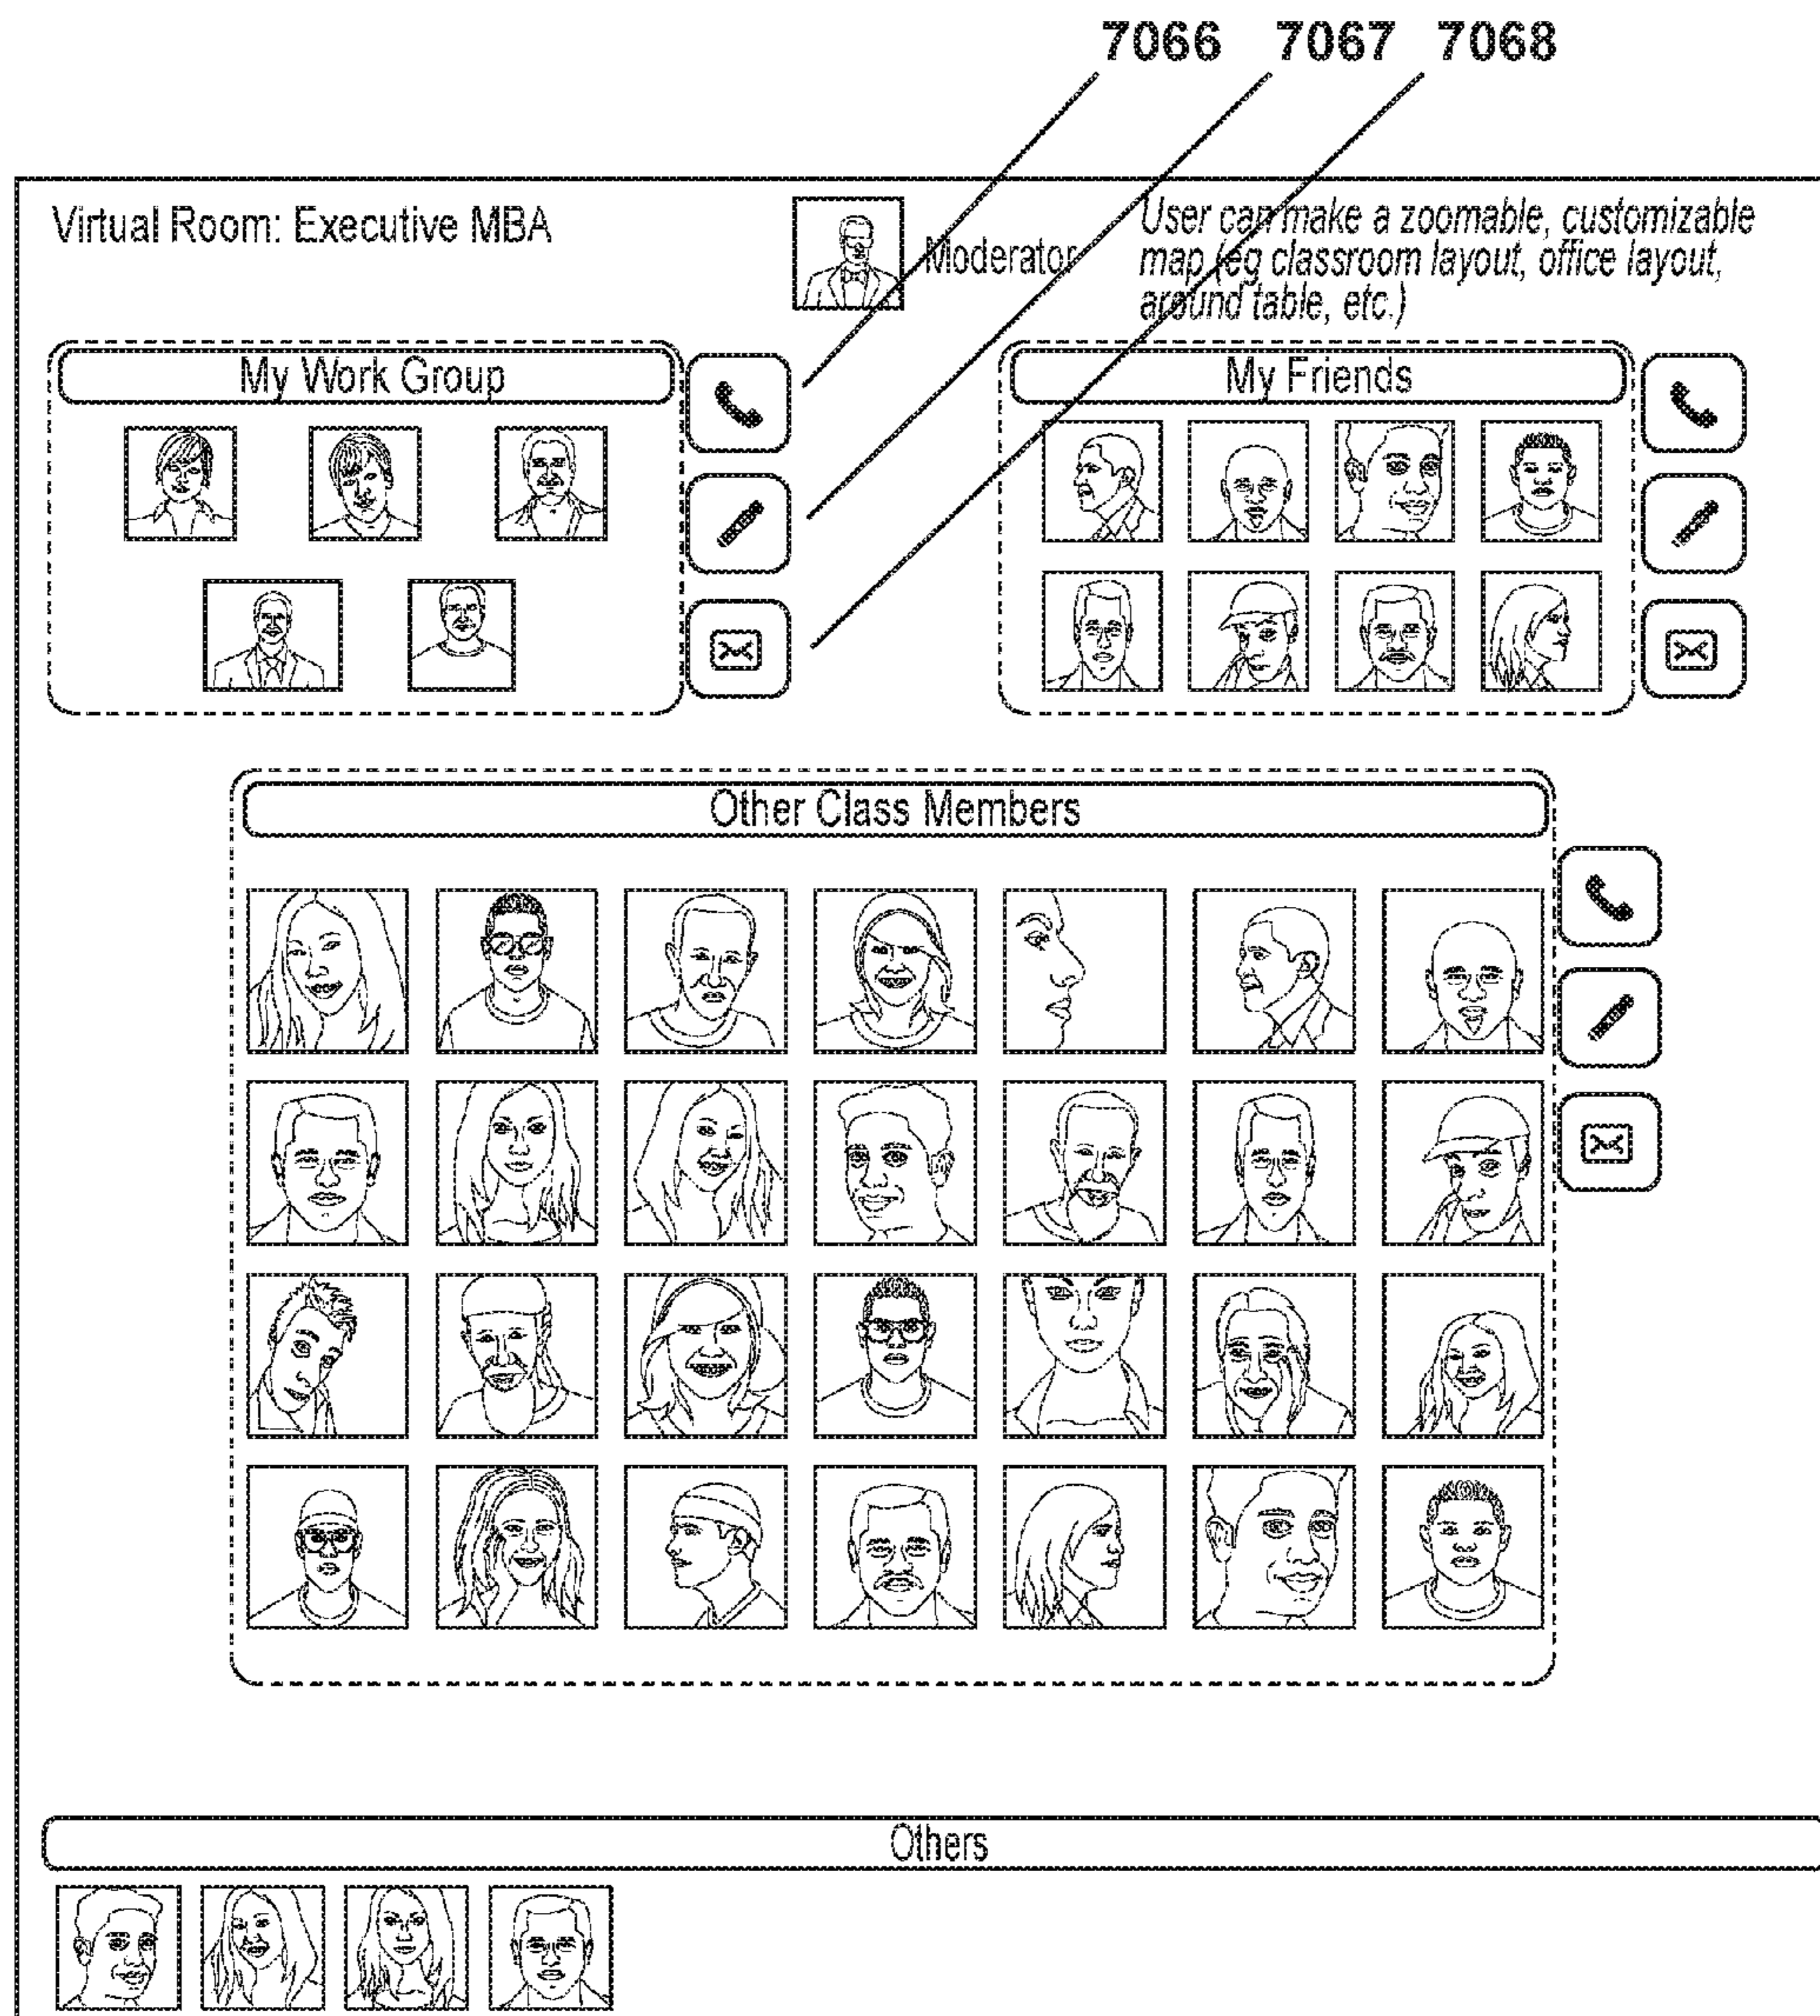 7066 7067 7068
Virtual Room: Executive MBA
Moderator
User can make a zoomable, customizable
map (eg classroom layout, office layout,
around table, etc.)
My Work Group
My Friends
Other Class Members
Others